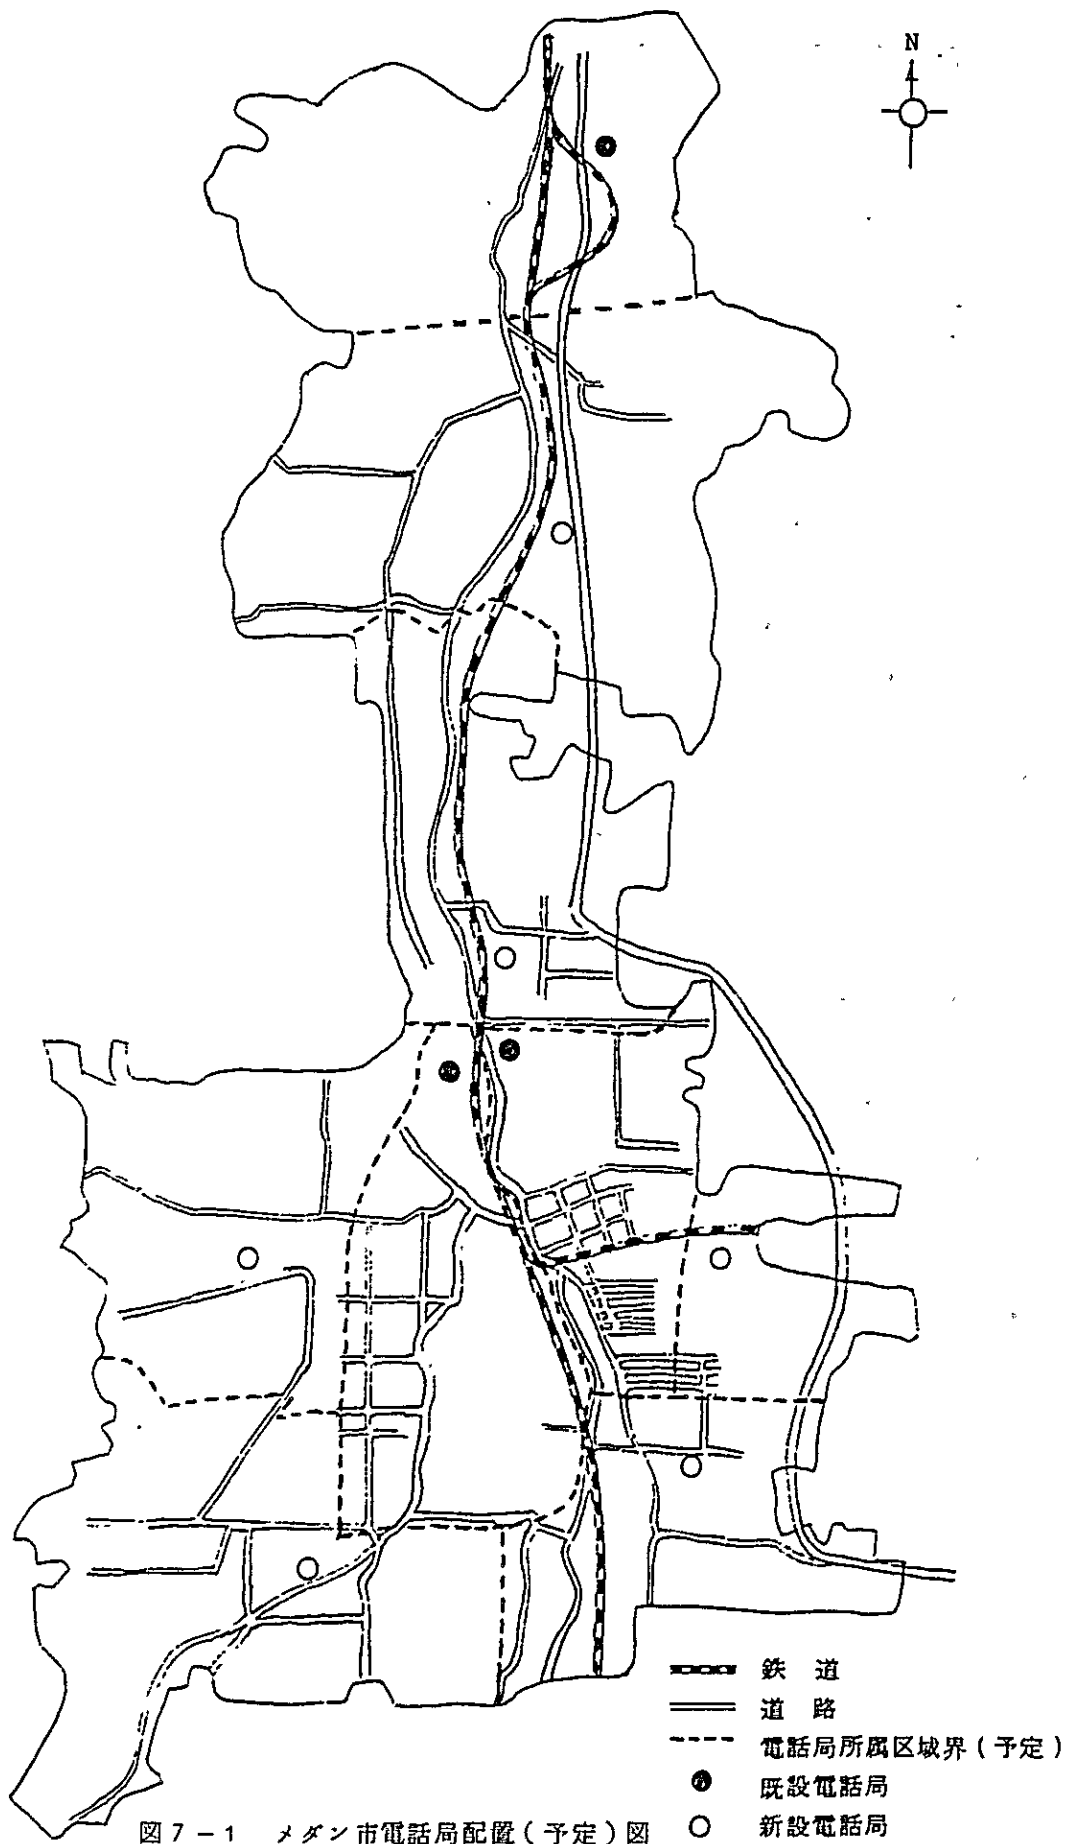 N
鉄 道
道 路
電話局所属区域界(予定)
既設電話局
新設電話局
図7-1 メダン市電話局配置(予定)図